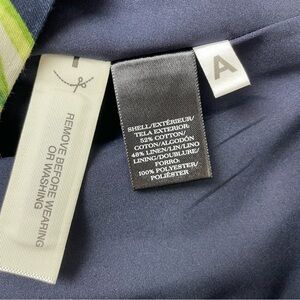 REMOVE BEFORE WEARING
OR WASHING
SHELL/EXTÉRIEUR/
TELA EXTERIOR:
52% COTTON/
COTON/ALGODÓN
48% LINEN/LIN/LINO
LINING/DOUBLURE/
FORRO:
100% POLYESTER/
POLIÉSTER
A